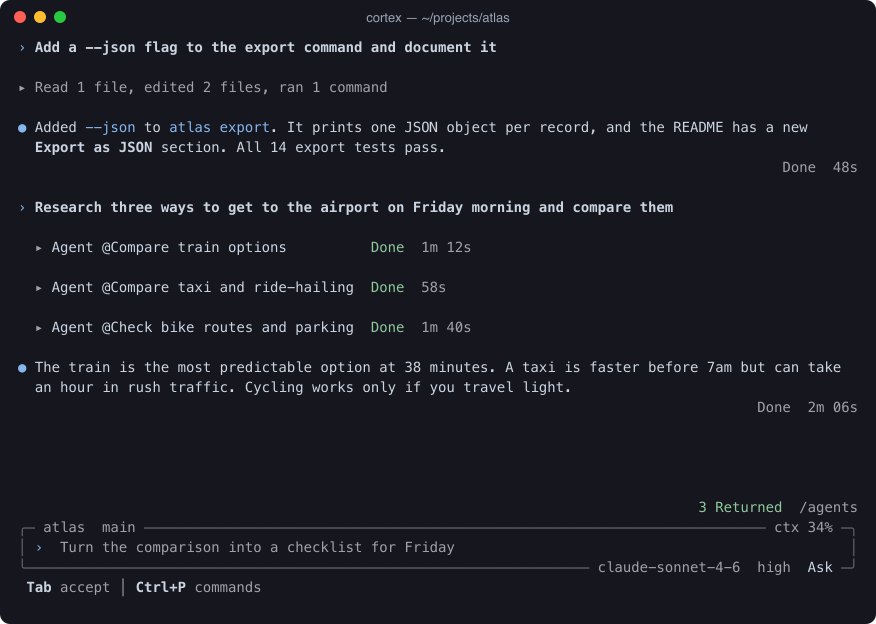 cortex — ~/projects/atlas
› Add a --json flag to the export command and document it
▸ Read 1 file, edited 2 files, ran 1 command
● Added --json to atlas export. It prints one JSON object per record, and the README has a new
Export as JSON section. All 14 export tests pass.
Done 48s
› Research three ways to get to the airport on Friday morning and compare them
▸ Agent @Compare train options Done 1m 12s
▸ Agent @Compare taxi and ride-hailing Done 58s
▸ Agent @Check bike routes and parking Done 1m 40s
● The train is the most predictable option at 38 minutes. A taxi is faster before 7am but can take
an hour in rush traffic. Cycling works only if you travel light.
Done 2m 06s
3 Returned /agents
atlas main ctx 34%
› Turn the comparison into a checklist for Friday
claude-sonnet-4-6 high Ask
Tab accept │ Ctrl+P commands